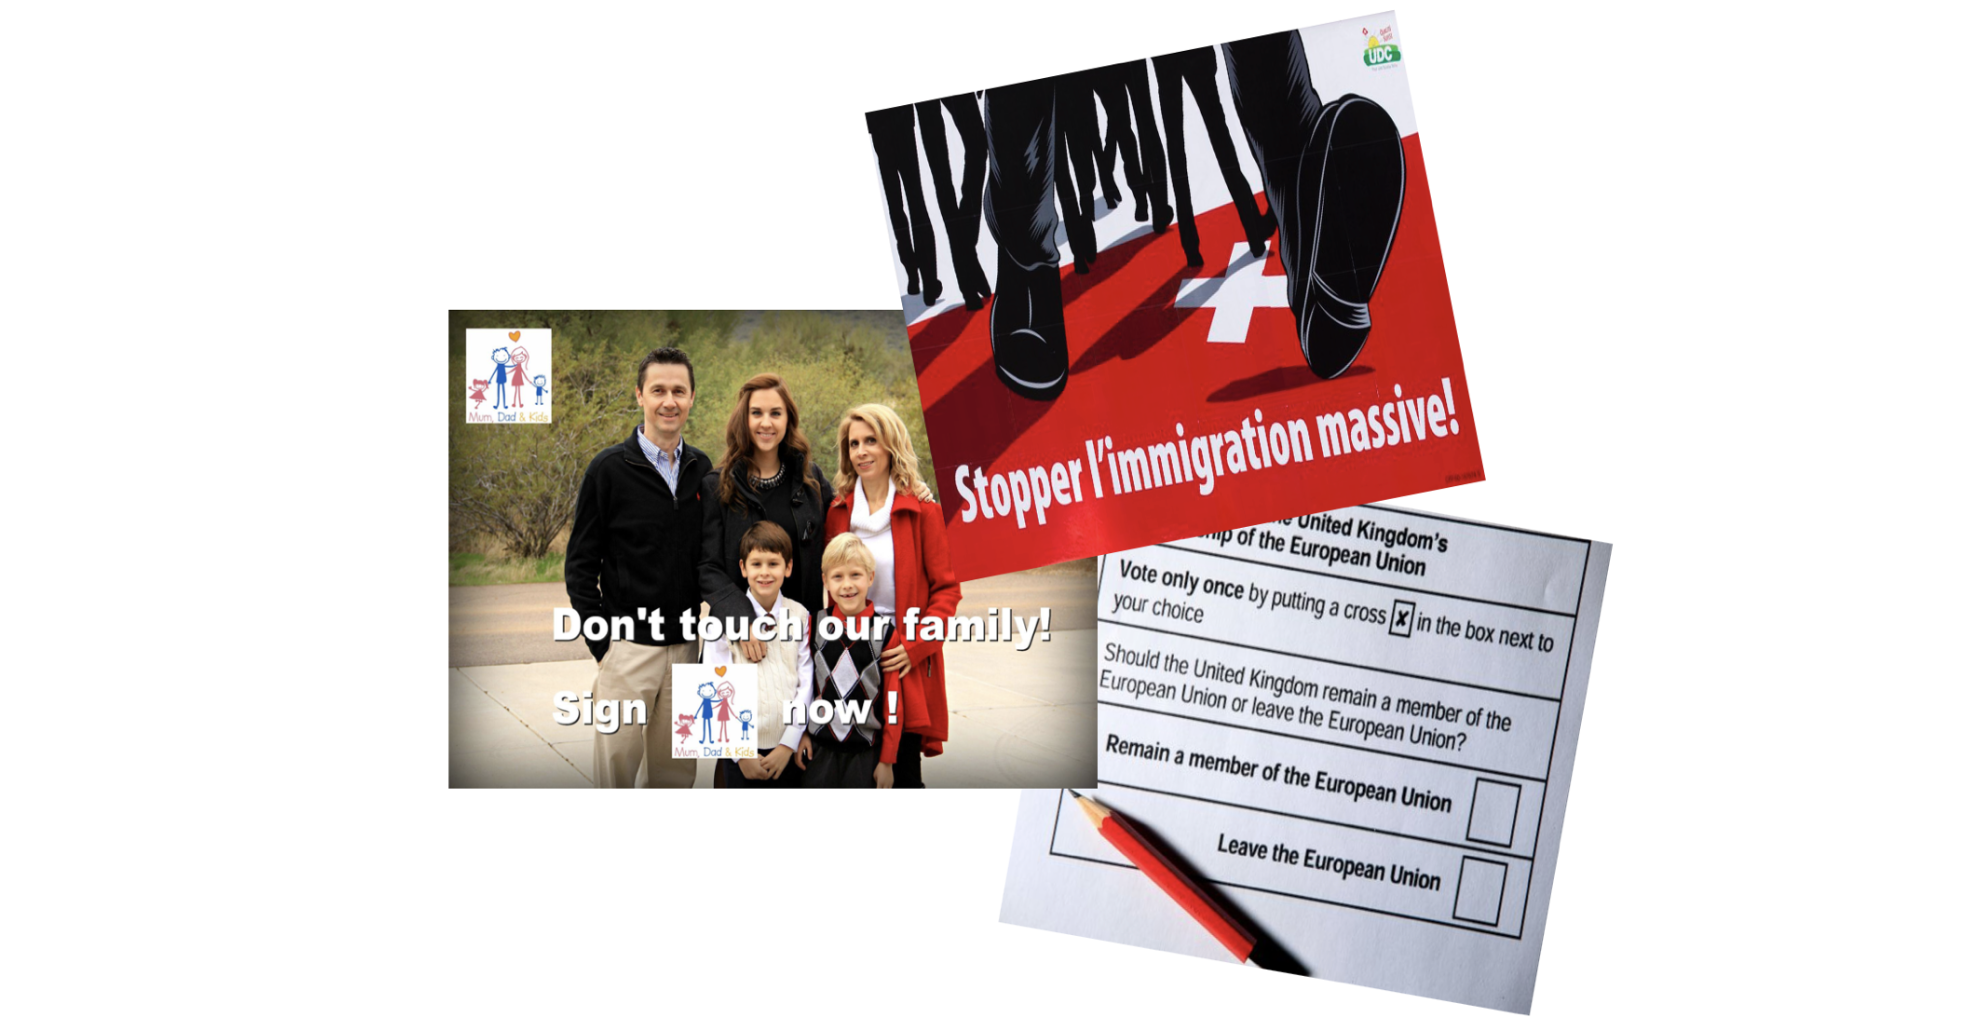 UDC
Stopper l'immigration massive!
Mum, Dad & Kids
Don't touch our family!
Sign
Mum, Dad & Kids
now !
United Kingdom's
of the European Union
Vote only once by putting a cross x in the box next to
your choice
Should the United Kingdom remain a member of the
European Union or leave the European Union?
Remain a member of the European Union
Leave the European Union